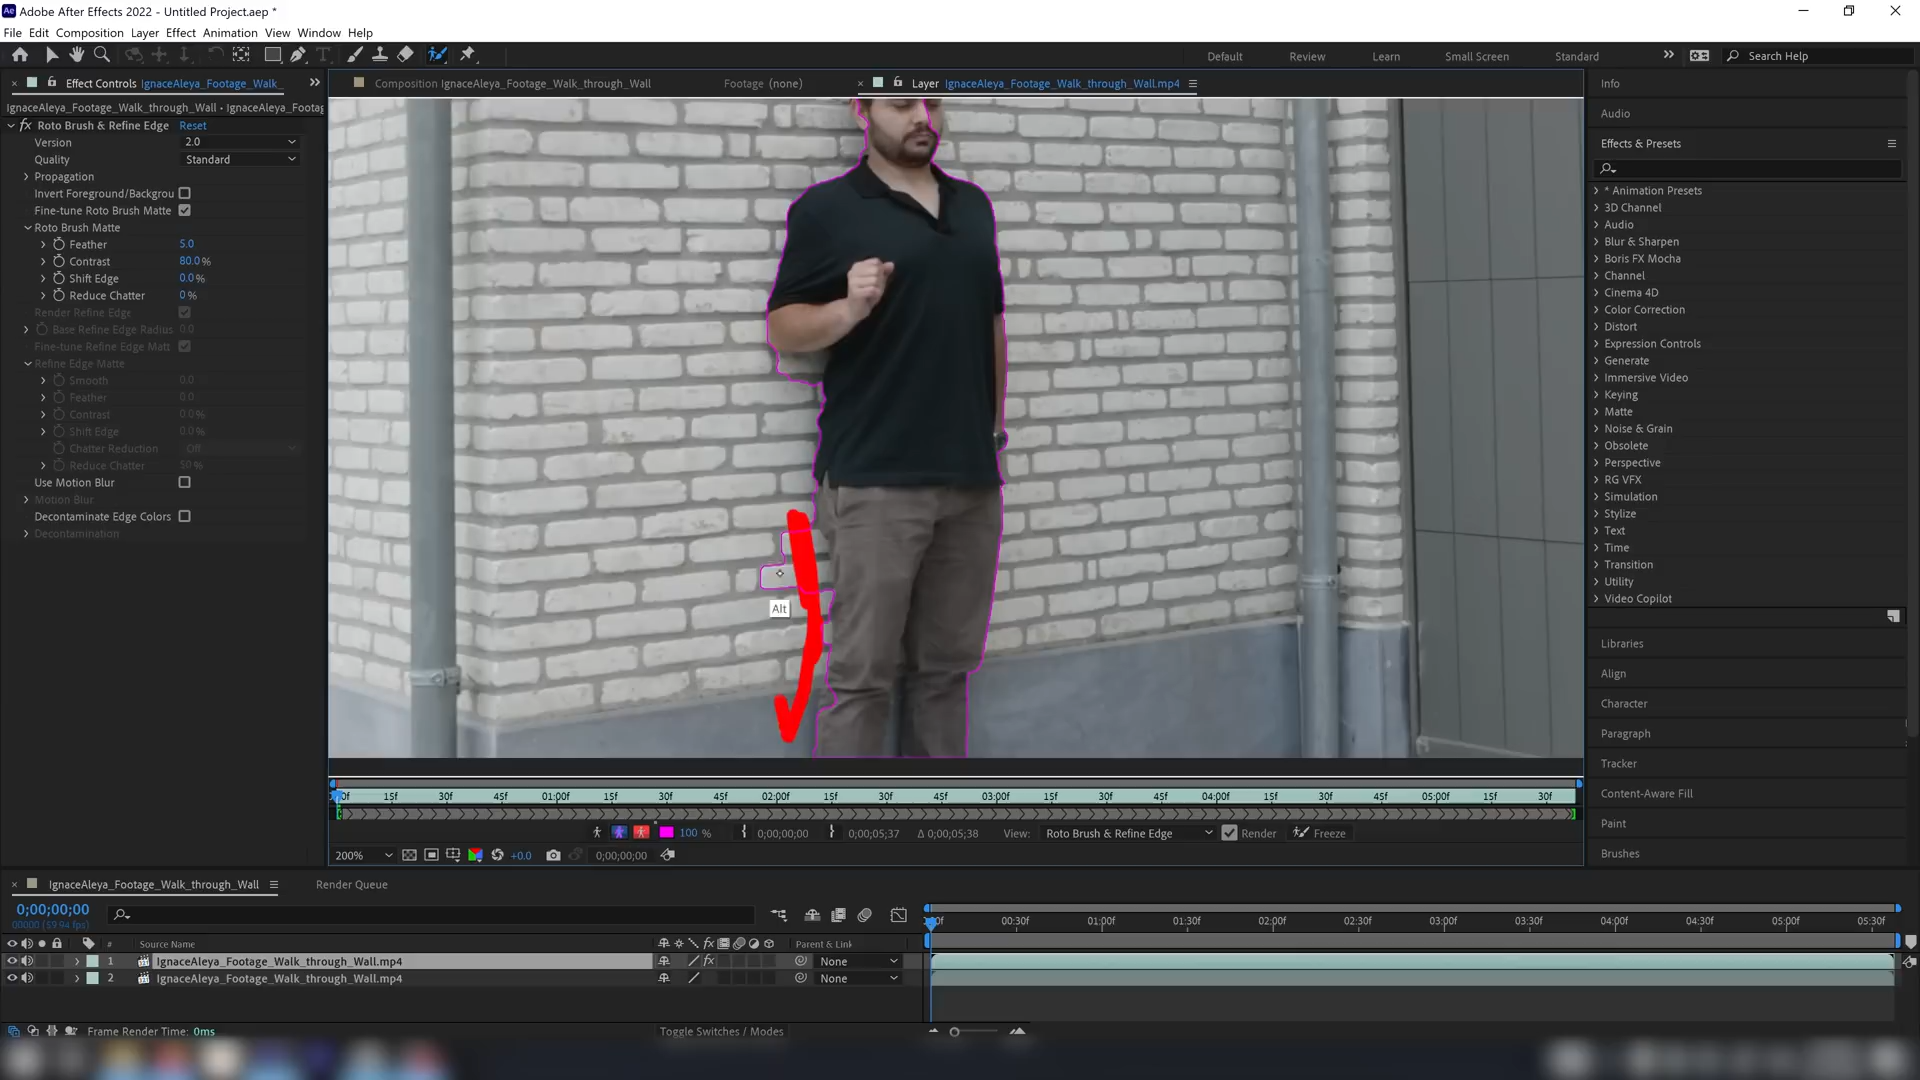 Adobe After Effects 2022 - Untitled Project.aep *
File Edit Composition Layer Effect Animation View Window Help
Default Review Learn Small Screen Standard Search Help
Effect Controls IgnaceAleya_Footage_Walk_
Composition IgnaceAleya_Footage_Walk_through_Wall
Footage (none)
Layer IgnaceAleya_Footage_Walk_through_Wall.mp4
IgnaceAleya_Footage_Walk_through_Wall • IgnaceAleya_Footag
fx Roto Brush & Refine Edge Reset
Version 2.0
Quality Standard
Propagation
Invert Foreground/Backgrou
Fine-tune Roto Brush Matte
Roto Brush Matte
Feather 5.0
Contrast 80.0 %
Shift Edge 0.0 %
Reduce Chatter 0 %
Render Refine Edge
Base Refine Edge Radius 0.0
Fine-tune Refine Edge Matt
Refine Edge Matte
Smooth 0.0
Feather 0.0
Contrast 0.0 %
Shift Edge 0.0 %
Chatter Reduction Off
Reduce Chatter 50 %
Use Motion Blur
Motion Blur
Decontaminate Edge Colors
Decontamination
Alt
Info
Audio
Effects & Presets
* Animation Presets
3D Channel
Audio
Blur & Sharpen
Boris FX Mocha
Channel
Cinema 4D
Color Correction
Distort
Expression Controls
Generate
Immersive Video
Keying
Matte
Noise & Grain
Obsolete
Perspective
RG VFX
Simulation
Stylize
Text
Time
Transition
Utility
Video Copilot
Libraries
Align
Character
Paragraph
Tracker
Content-Aware Fill
Paint
Brushes
15f 30f 45f 01:00f 15f 30f 45f 02:00f 15f 30f 45f 03:00f 15f 30f 45f 04:00f 15f 30f 45f 05:00f 15f 30f
100 % 0;00;00;00 0;00;05;37 Δ 0;00;05;38 View: Roto Brush & Refine Edge Render Freeze
200% +0.0 0;00;00;00
IgnaceAleya_Footage_Walk_through_Wall Render Queue
0;00;00;00
00000 (59.94 fps)
00:30f 01:00f 01:30f 02:00f 02:30f 03:00f 03:30f 04:00f 04:30f 05:00f 05:30f
# Source Name fx Parent & Link
1 IgnaceAleya_Footage_Walk_through_Wall.mp4 fx None
2 IgnaceAleya_Footage_Walk_through_Wall.mp4 None
Frame Render Time: 0ms Toggle Switches / Modes